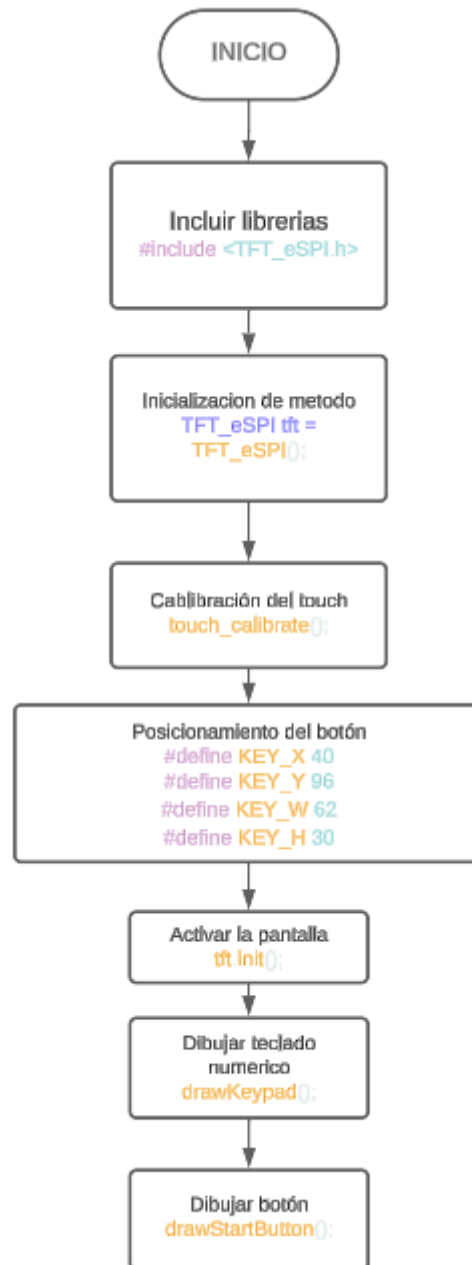 INICIO
Incluir librerias
#include <TFT_eSPI.h>
Inicializacion de metodo
TFT_eSPI tft =
TFT_eSPI();
Cablibración del touch
touch_calibrate();
Posicionamiento del botón
#define KEY_X 40
#define KEY_Y 96
#define KEY_W 62
#define KEY_H 30
Activar la pantalla
tft.init();
Dibujar teclado
numerico
drawKeypad();
Dibujar botón
drawStartButton();